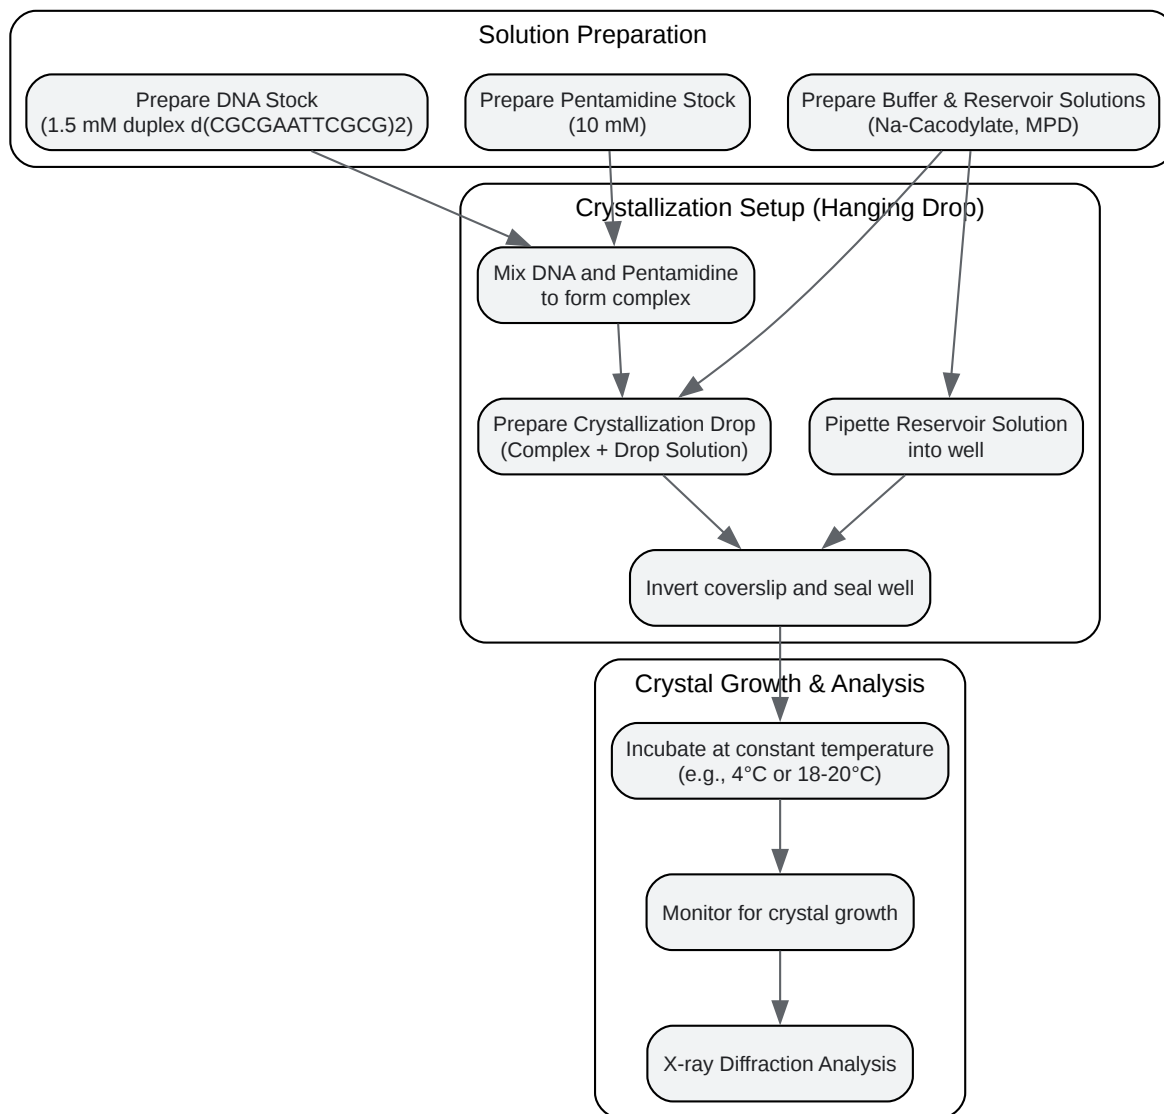 Solution Preparation
Prepare DNA Stock
(1.5 mM duplex d(CGCGAATTCGCG)2)
Prepare Pentamidine Stock
(10 mM)
Prepare Buffer & Reservoir Solutions
(Na-Cacodylate, MPD)
Crystallization Setup (Hanging Drop)
Mix DNA and Pentamidine
to form complex
Prepare Crystallization Drop
(Complex + Drop Solution)
Pipette Reservoir Solution
into well
Invert coverslip and seal well
Crystal Growth & Analysis
Incubate at constant temperature
(e.g., 4°C or 18-20°C)
Monitor for crystal growth
X-ray Diffraction Analysis